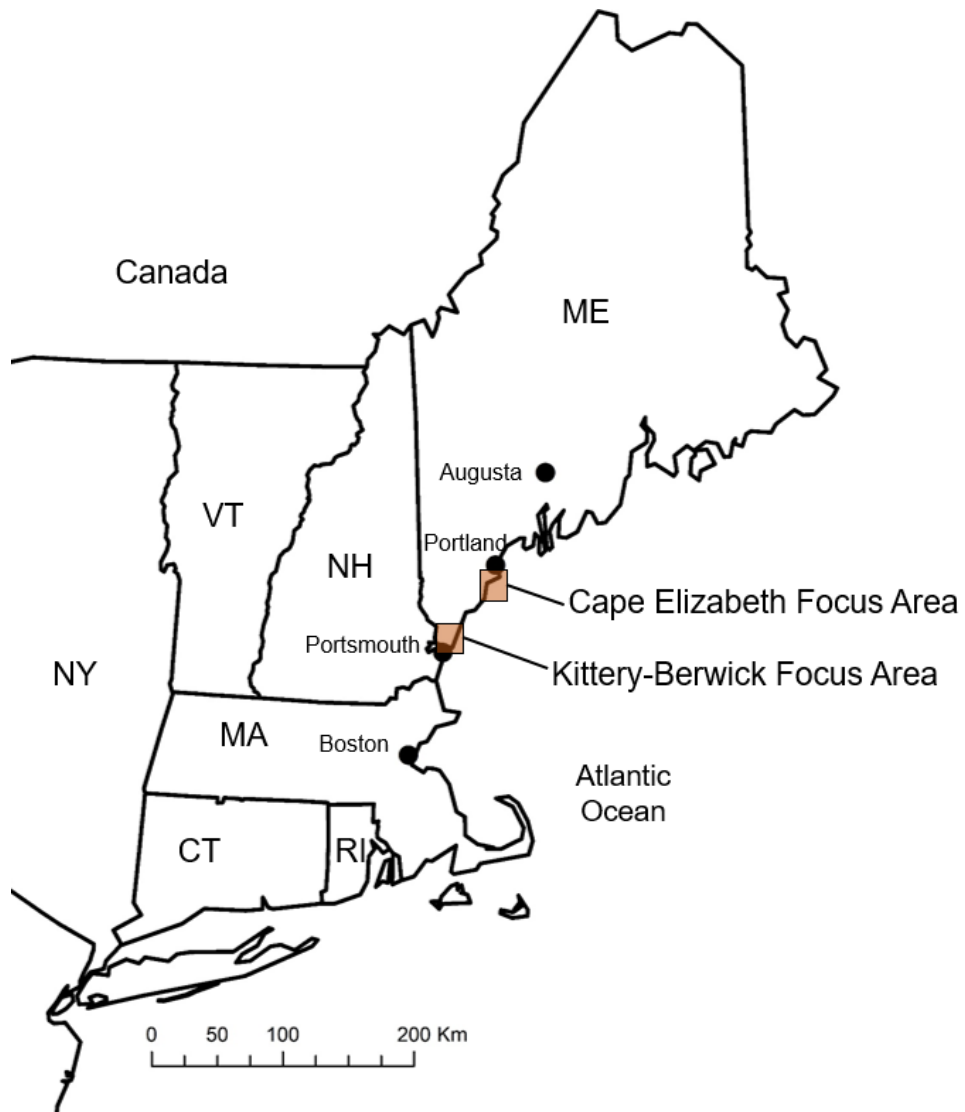 Canada
ME
Augusta
VT
Portland
NH
Cape Elizabeth Focus Area
Portsmouth
Kittery-Berwick Focus Area
NY
MA
Boston
Atlantic
Ocean
CT
RI
0 50 100 200 Km